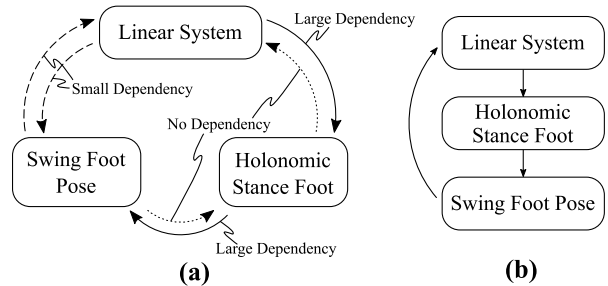 Linear System
Large Dependency
Small Dependency
No Dependency
Swing Foot
Pose
Holonomic
Stance Foot
Large Dependency
(a)
Linear System
Holonomic
Stance Foot
Swing Foot Pose
(b)